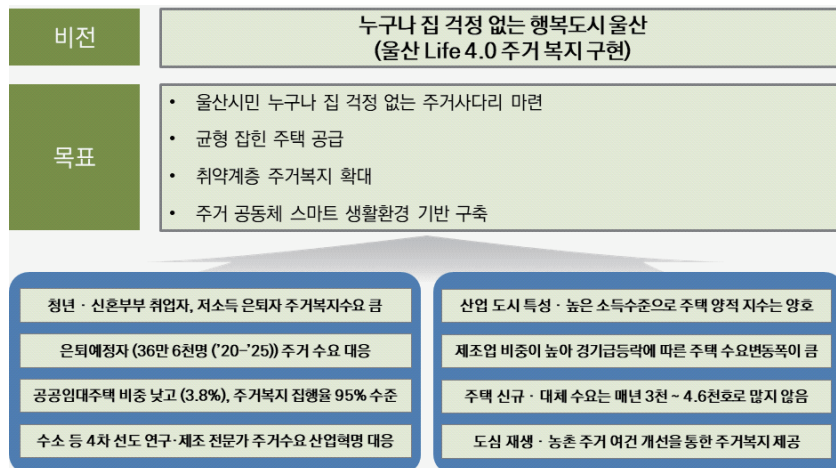 비전
누구나 집 걱정 없는 행복도시 울산
(울산 Life 4.0 주거 복지 구현)
목표
• 울산시민 누구나 집 걱정 없는 주거사다리 마련
• 균형 잡힌 주택 공급
• 취약계층 주거복지 확대
• 주거 공동체 스마트 생활환경 기반 구축
청년 · 신혼부부 취업자, 저소득 은퇴자 주거복지수요 큼
은퇴예정자 (36만 6천명 ('20-'25)) 주거 수요 대응
공공임대주택 비중 낮고 (3.8%), 주거복지 집행율 95% 수준
수소 등 4차 선도 연구·제조 전문가 주거수요 산업혁명 대응
산업 도시 특성 · 높은 소득수준으로 주택 양적 지수는 양호
제조업 비중이 높아 경기급등락에 따른 주택 수요변동폭이 큼
주택 신규 · 대체 수요는 매년 3천 ~ 4.6천호로 많지 않음
도심 재생 · 농촌 주거 여건 개선을 통한 주거복지 제공